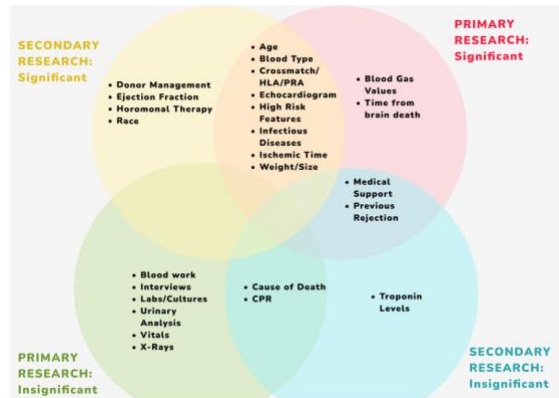 SECONDARY
RESEARCH:
Significant
PRIMARY
RESEARCH:
Significant
• Donor Management
• Ejection Fraction
• Horomonal Therapy
• Race
• Age
• Blood Type
• Crossmatch/
HLA/PRA
• Echocardiogram
• High Risk
Features
• Infectious
Diseases
• Ischemic Time
• Weight/Size
• Blood Gas
Values
• Time from
brain death
• Medical
Support
• Previous
Rejection
• Blood work
• Interviews
• Labs/Cultures
• Urinary
Analysis
• Vitals
• X-Rays
• Cause of Death
• CPR
• Troponin
Levels
PRIMARY
RESEARCH:
Insignificant
SECONDARY
RESEARCH:
Insignificant